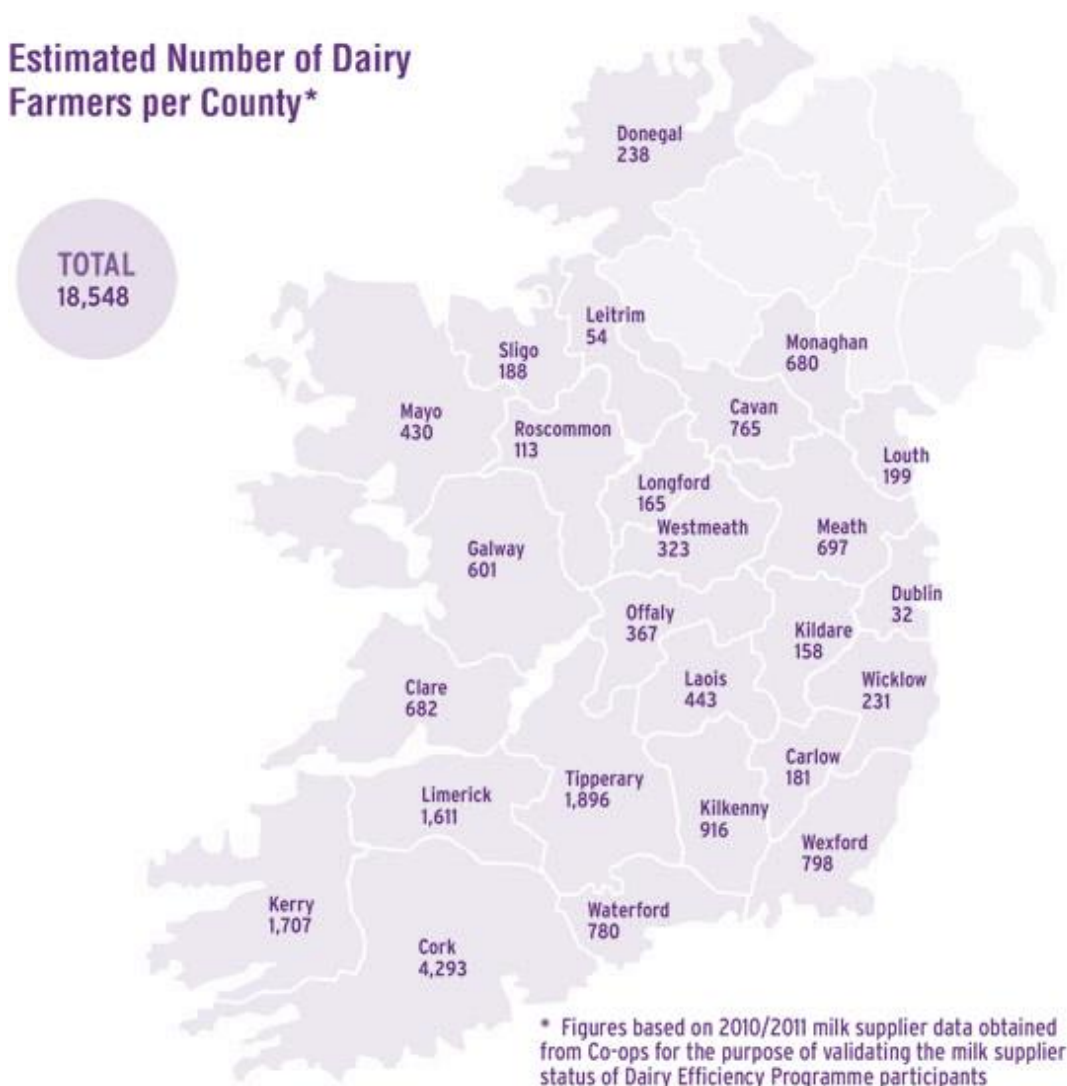 Estimated Number of Dairy
Farmers per County*
TOTAL
18,548
Donegal
238
Leitrim
54
Sligo
188
Monaghan
680
Mayo
430
Roscommon
113
Cavan
765
Louth
199
Longford
165
Westmeath
323
Meath
697
Galway
601
Dublin
32
Offaly
367
Kildare
158
Clare
682
Laois
443
Wicklow
231
Carlow
181
Limerick
1,611
Tipperary
1,896
Kilkenny
916
Wexford
798
Kerry
1,707
Waterford
780
Cork
4,293
* Figures based on 2010/2011 milk supplier data obtained
from Co-ops for the purpose of validating the milk supplier
status of Dairy Efficiency Programme participants